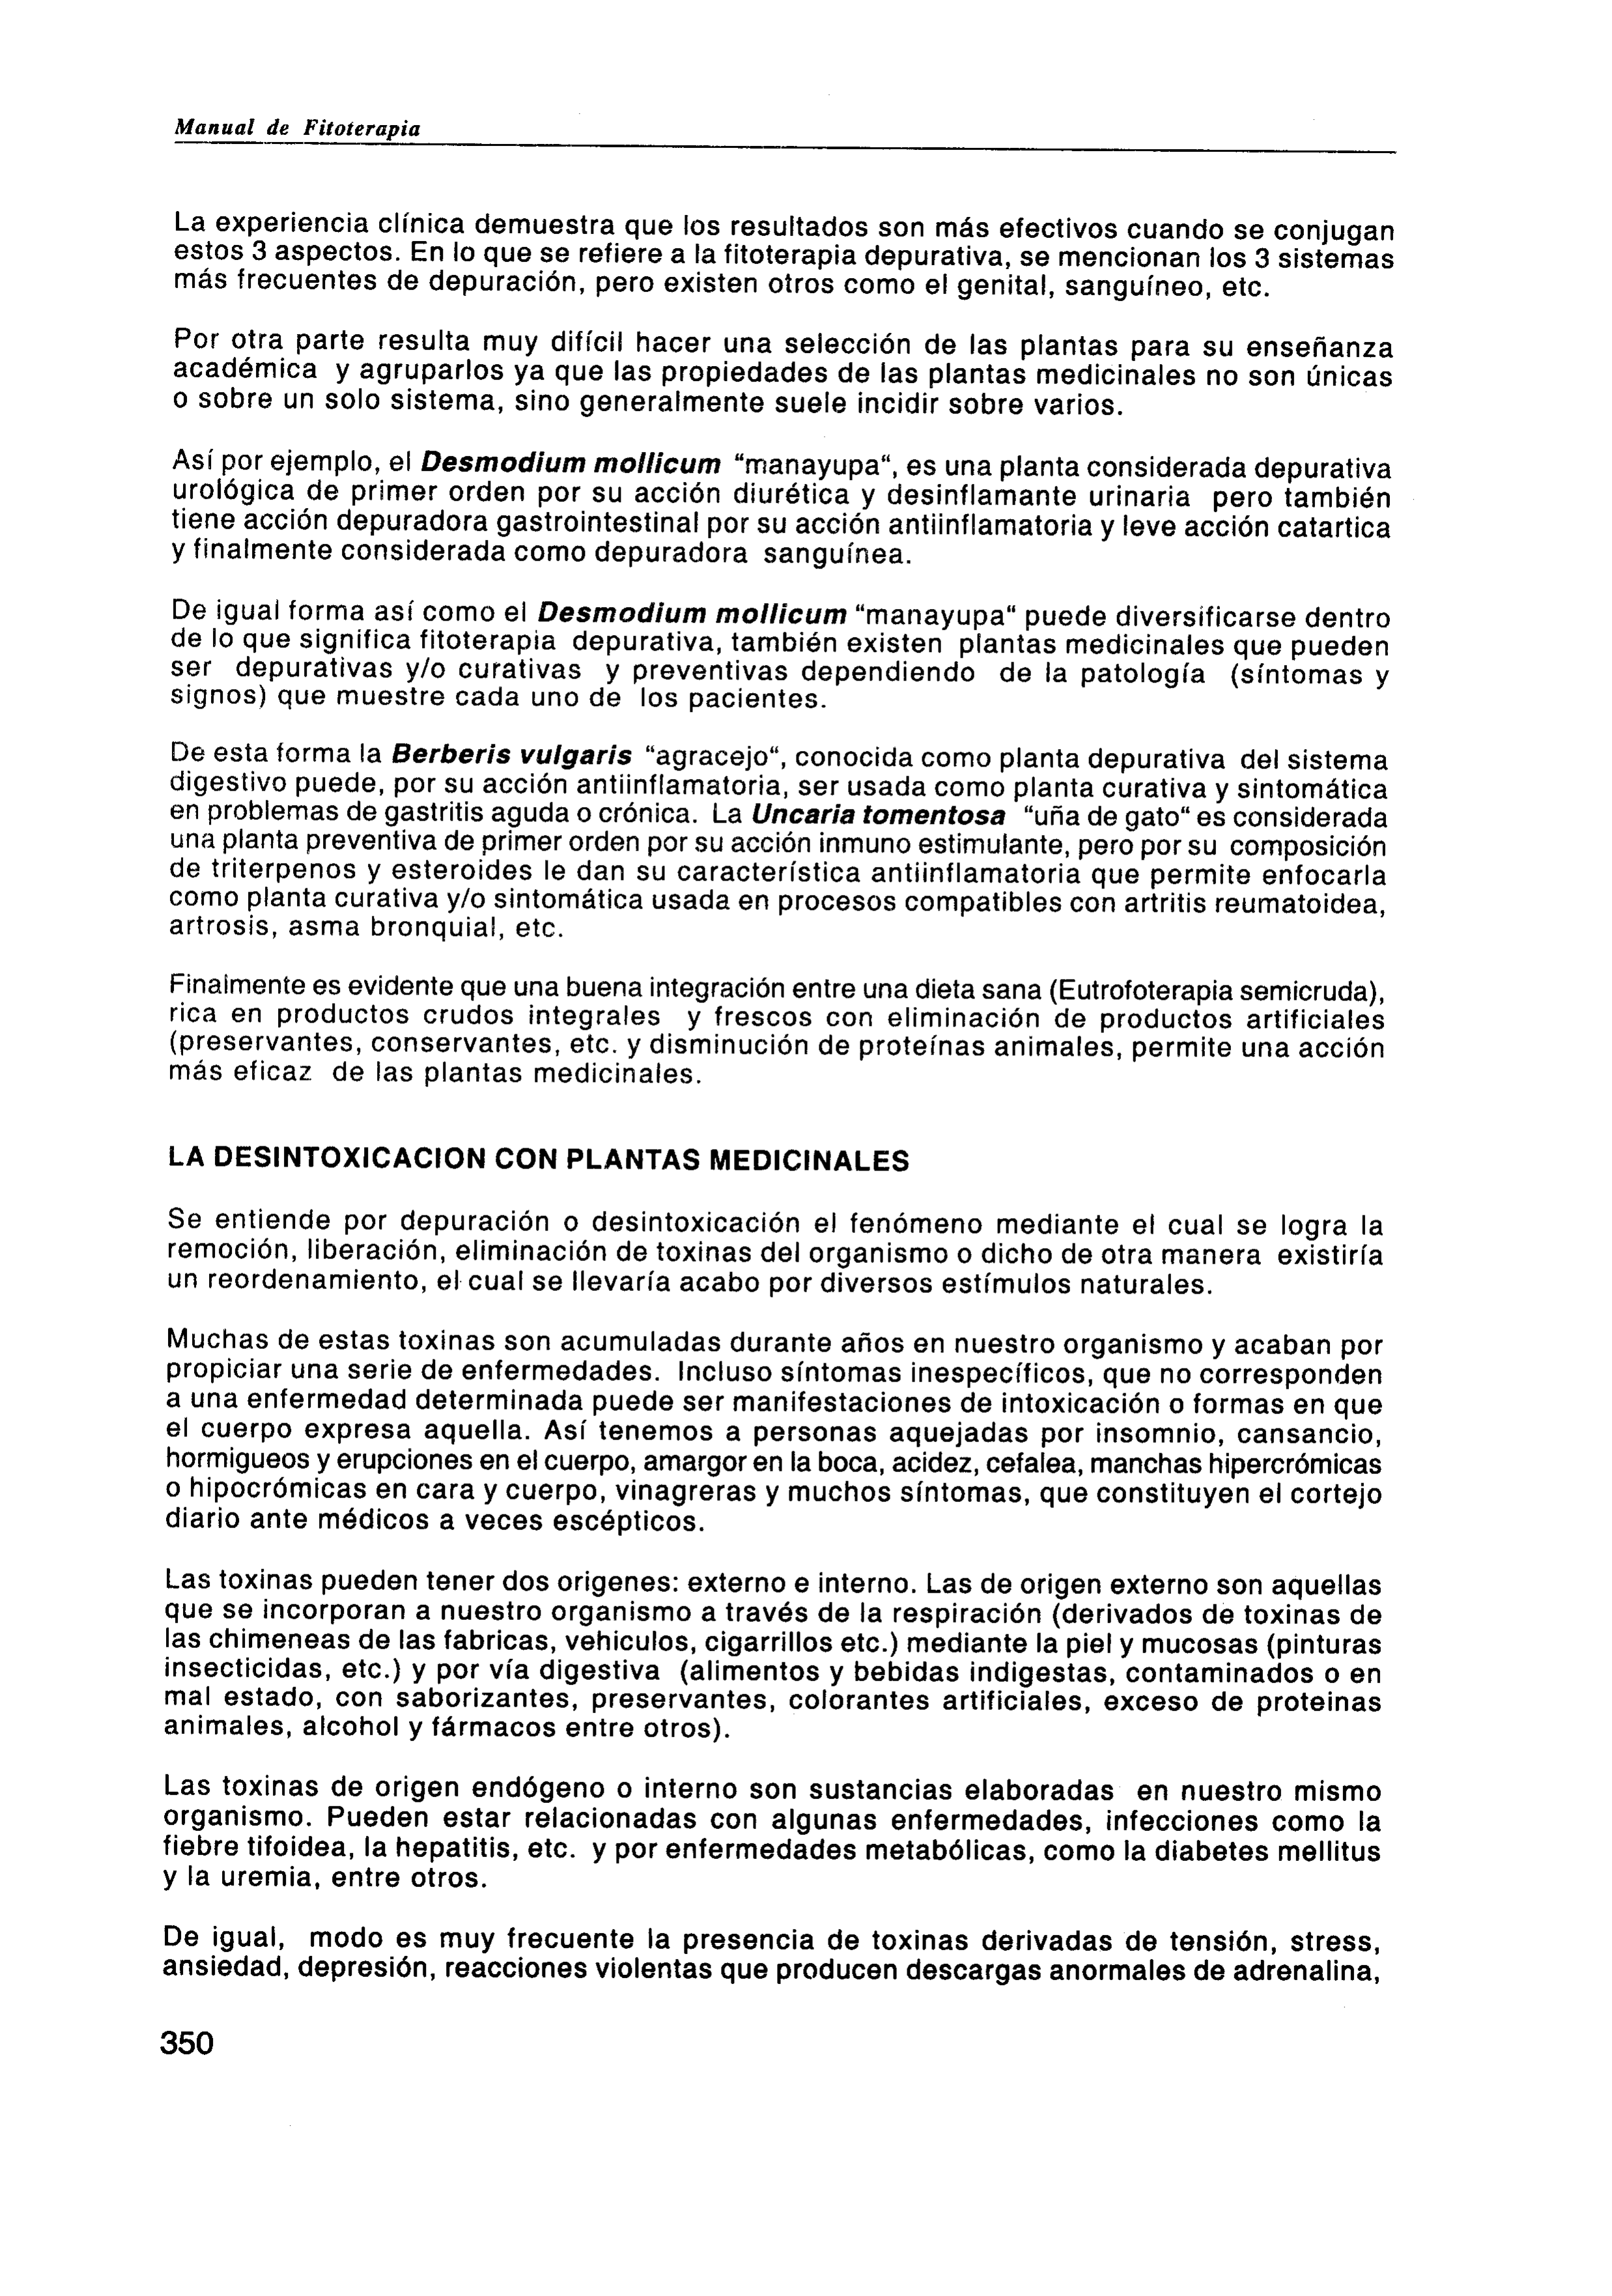 Manual de Fitoterapia
La experiencia clínica demuestra que los resultados son más efectivos cuando se conjugan
estos 3 aspectos. En lo que se refiere a la fitoterapia depurativa, se mencionan los 3 sistemas
más frecuentes de depuración, pero existen otros como el genital, sanguíneo, etc.
Por otra parte resulta muy difícil hacer una selección de las plantas para su enseñanza
académica y agruparlos ya que las propiedades de las plantas medicinales no son únicas
o sobre un solo sistema, sino generalmente suele incidir sobre varios.
Así por ejemplo, el Desmodium mollicum “manayupa“, es una planta considerada depurativa
urológica de primer orden por su acción diurética y desinflamante urinaria pero también
tiene acción depuradora gastrointestinal por su acción antiinflamatoria y leve acción catartica
y finalmente considerada como depuradora sanguínea.
De igual forma así como el Desmodium mollicum “manayupa“ puede diversificarse dentro
de lo que significa fitoterapia depurativa, también existen plantas medicinales que pueden
ser depurativas y/o curativas y preventivas dependiendo de la patología (síntomas y
signos) que muestre cada uno de los pacientes.
De esta forma la Berberis vulgaris “agracejo“, conocida como planta depurativa del sistema
digestivo puede, por su acción antiinflamatoria, ser usada como planta curativa y sintomática
en problemas de gastritis aguda o crónica. La Uncaria tomentosa “uña de gato“ es considerada
una planta preventiva de primer orden por su acción inmuno estimulante, pero por su composición
de triterpenos y esteroides le dan su característica antiinflamatoria que permite enfocarla
como planta curativa y/o sintomática usada en procesos compatibles con artritis reumatoidea,
artrosis, asma bronquial, etc.
Finalmente es evidente que una buena integración entre una dieta sana (Eutrofoterapia semicruda),
rica en productos crudos integrales y frescos con eliminación de productos artificiales
(preservantes, conservantes, etc. y disminución de proteínas animales, permite una acción
más eficaz de las plantas medicinales.
LA DESINTOXICACION CON PLANTAS MEDICINALES
Se entiende por depuración o desintoxicación el fenómeno mediante el cual se logra la
remoción, liberación, eliminación de toxinas del organismo o dicho de otra manera existiría
un reordenamiento, el cual se llevaría acabo por diversos estímulos naturales.
Muchas de estas toxinas son acumuladas durante años en nuestro organismo y acaban por
propiciar una serie de enfermedades. Incluso síntomas inespecíficos, que no corresponden
a una enfermedad determinada puede ser manifestaciones de intoxicación o formas en que
el cuerpo expresa aquella. Así tenemos a personas aquejadas por insomnio, cansancio,
hormigueos y erupciones en el cuerpo, amargor en la boca, acidez, cefalea, manchas hipercrómicas
o hipocrómicas en cara y cuerpo, vinagreras y muchos síntomas, que constituyen el cortejo
diario ante médicos a veces escépticos.
Las toxinas pueden tener dos origenes: externo e interno. Las de origen externo son aquellas
que se incorporan a nuestro organismo a través de la respiración (derivados de toxinas de
las chimeneas de las fabricas, vehiculos, cigarrillos etc.) mediante la piel y mucosas (pinturas
insecticidas, etc.) y por vía digestiva (alimentos y bebidas indigestas, contaminados o en
mal estado, con saborizantes, preservantes, colorantes artificiales, exceso de proteinas
animales, alcohol y fármacos entre otros).
Las toxinas de origen endógeno o interno son sustancias elaboradas en nuestro mismo
organismo. Pueden estar relacionadas con algunas enfermedades, infecciones como la
fiebre tifoidea, la hepatitis, etc. y por enfermedades metabólicas, como la diabetes mellitus
y la uremia, entre otros.
De igual, modo es muy frecuente la presencia de toxinas derivadas de tensión, stress,
ansiedad, depresión, reacciones violentas que producen descargas anormales de adrenalina,
350